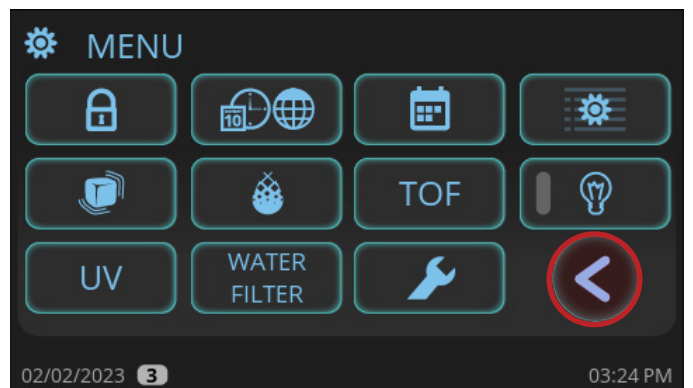 MENU
10
TOF
UV
WATER
FILTER
02/02/2023 3
03:24 PM